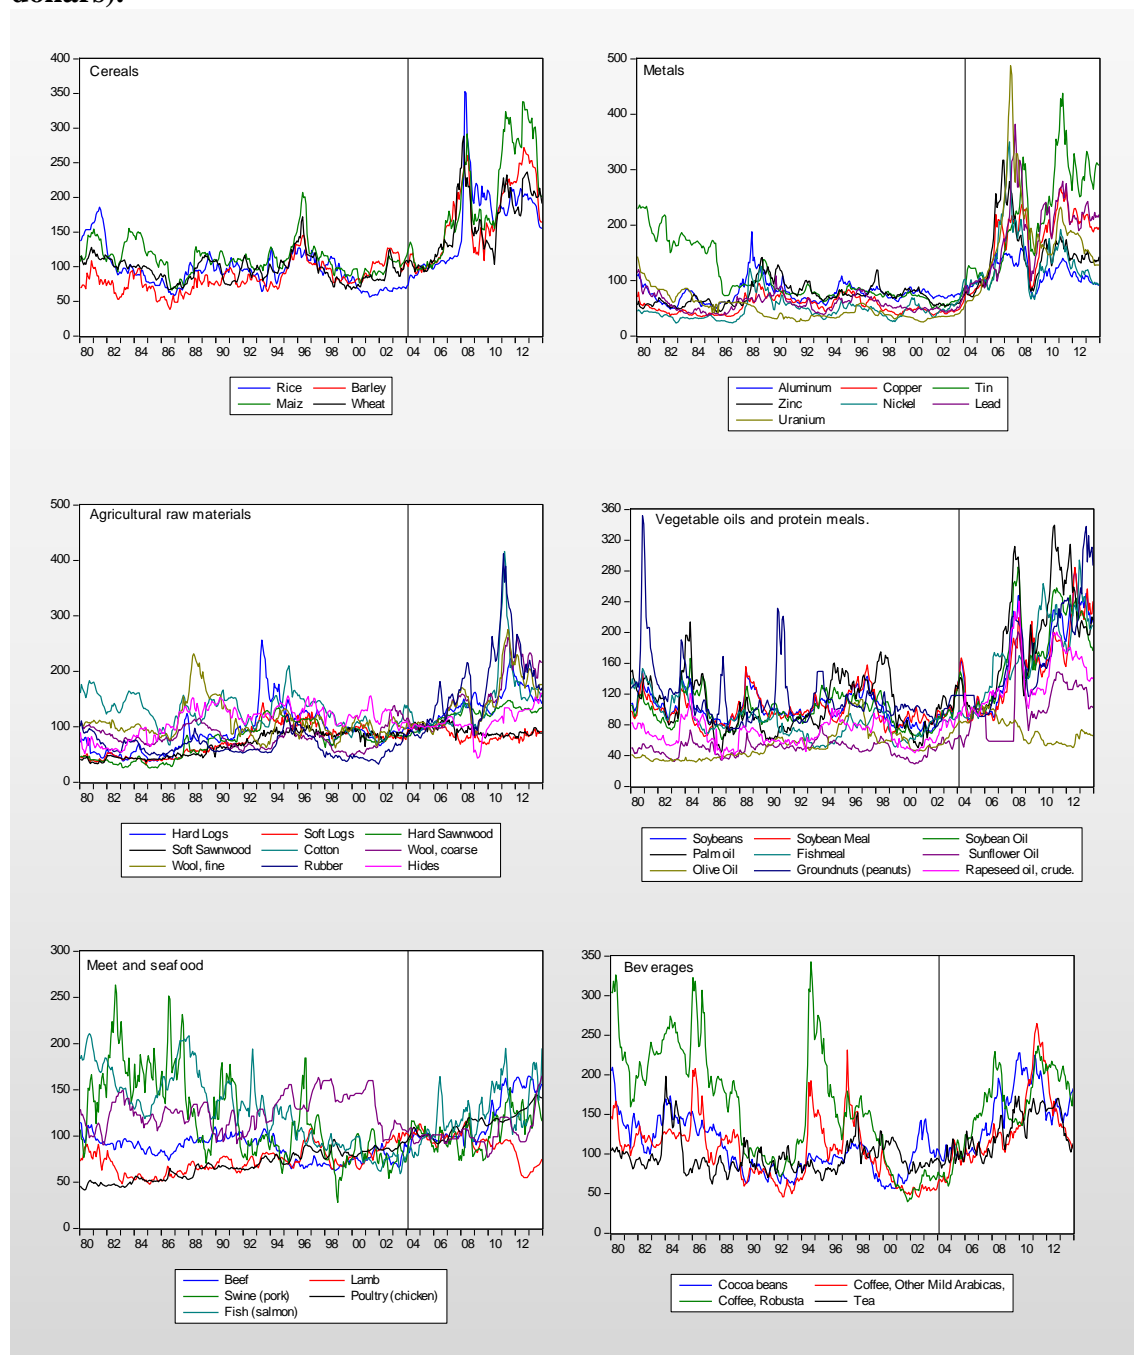 dollars).
Cereals
400
350
300
250
200
150
100
50
0
80 82 84 86 88 90 92 94 96 98 00 02 04 06 08 10 12
Rice Barley
Maiz Wheat
Metals
500
400
300
200
100
0
80 82 84 86 88 90 92 94 96 98 00 02 04 06 08 10 12
Aluminum Copper Tin
Zinc Nickel Lead
Uranium
Agricultural raw materials
500
400
300
200
100
0
80 82 84 86 88 90 92 94 96 98 00 02 04 06 08 10 12
Hard Logs Soft Logs Hard Sawnwood
Soft Sawnwood Cotton Wool, coarse
Wool, fine Rubber Hides
Vegetable oils and protein meals.
360
320
280
240
200
160
120
80
40
0
80 82 84 86 88 90 92 94 96 98 00 02 04 06 08 10 12
Soybeans Soybean Meal Soybean Oil
Palm oil Fishmeal Sunflower Oil
Olive Oil Groundnuts (peanuts) Rapeseed oil, crude.
Meet and seafood
300
250
200
150
100
50
0
80 82 84 86 88 90 92 94 96 98 00 02 04 06 08 10 12
Beef Lamb
Swine (pork) Poultry (chicken)
Fish (salmon)
Beverages
350
300
250
200
150
100
50
0
80 82 84 86 88 90 92 94 96 98 00 02 04 06 08 10 12
Cocoa beans Coffee, Other Mild Arabicas,
Coffee, Robusta Tea